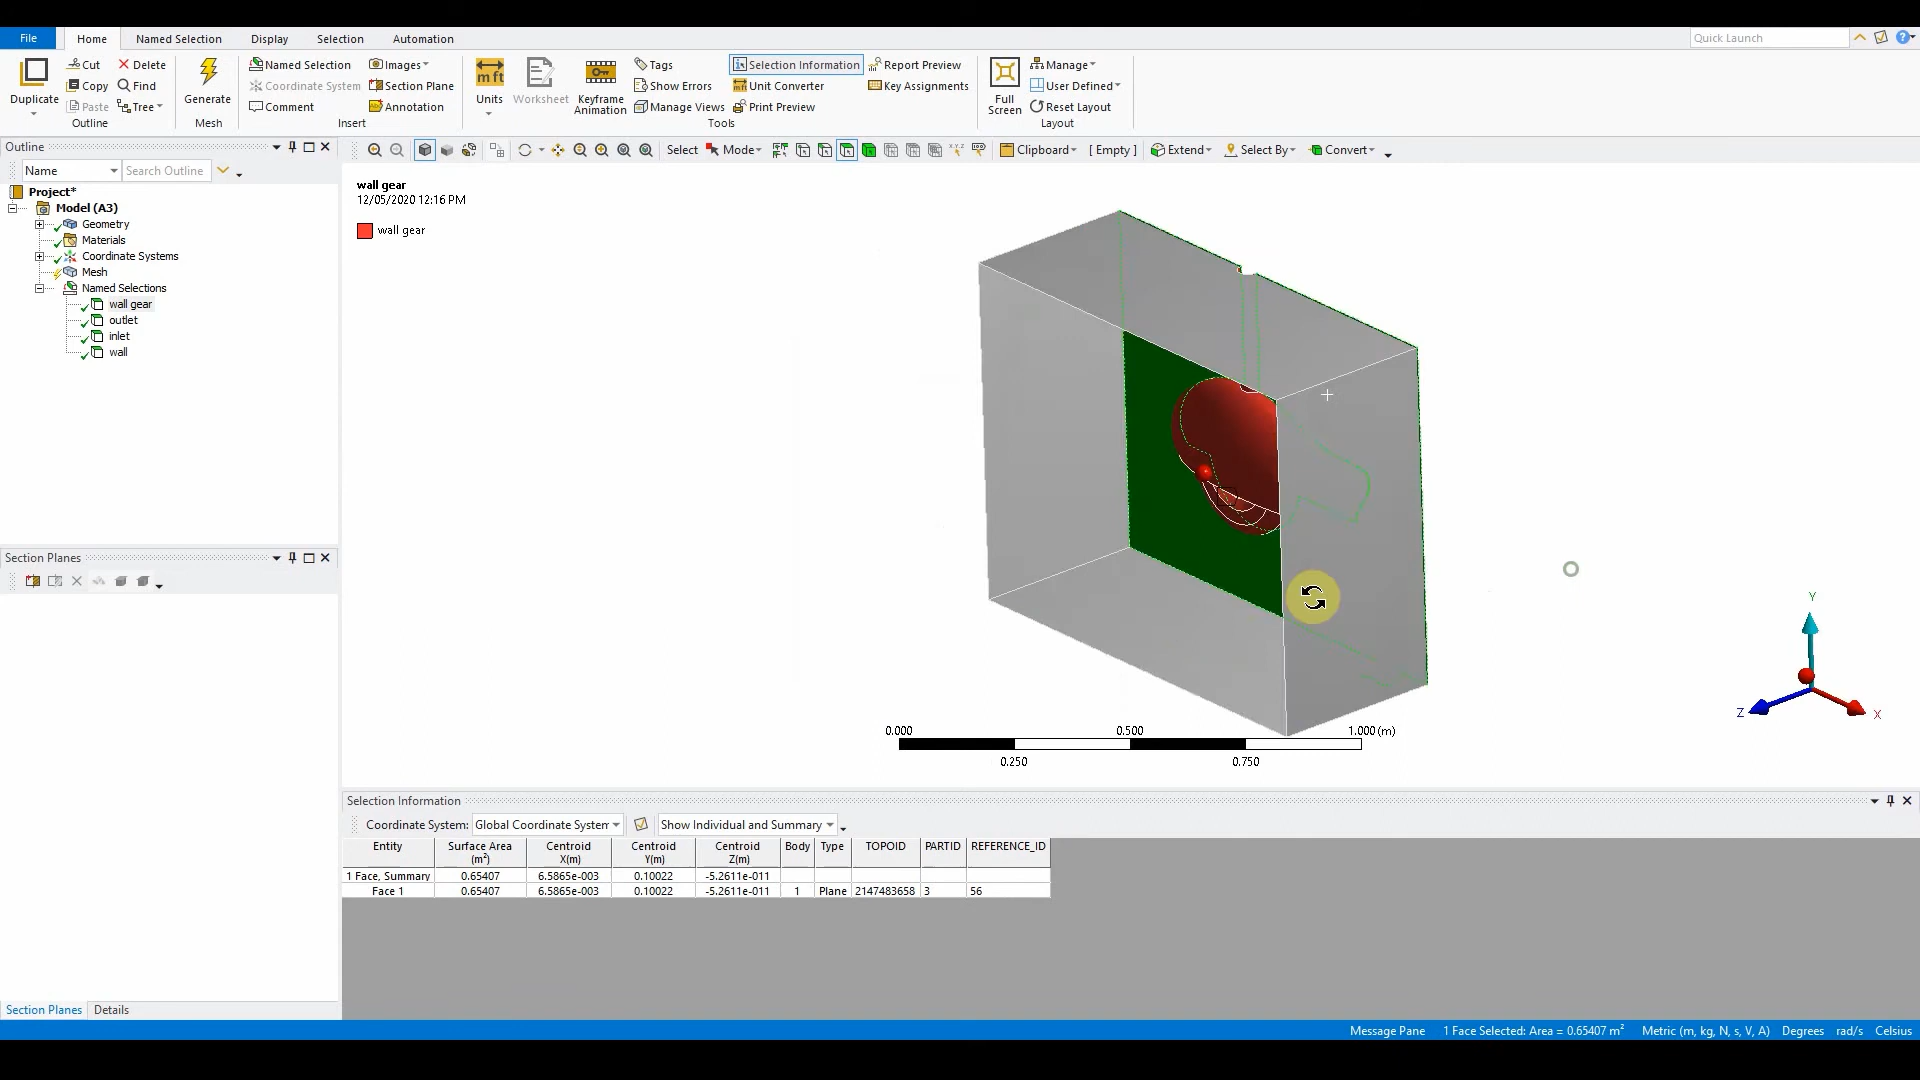 File Home Named Selection Display Selection Automation Quick Launch
Duplicate Cut Copy Paste Delete Find Tree Outline
Generate Mesh
Named Selection Coordinate System Comment Images Section Plane Annotation Insert
Units Worksheet Keyframe Animation Tags Show Errors Manage Views Selection Information Unit Converter Print Preview Report Preview Key Assignments Tools
Full Screen Manage User Defined Reset Layout Layout
Select Mode Clipboard [ Empty ] Extend Select By Convert
Outline
Name Search Outline
Project*
Model (A3)
Geometry
Materials
Coordinate Systems
Mesh
Named Selections
wall gear
outlet
inlet
wall
Section Planes
Section Planes Details
wall gear
12/05/2020 12:16 PM
wall gear
0.000 0.500 1.000 (m)
0.250 0.750
Y
Z
X
Selection Information
Coordinate System: Global Coordinate System Show Individual and Summary
Entity Surface Area (m²) Centroid X(m) Centroid Y(m) Centroid Z(m) Body Type TOPOID PARTID REFERENCE_ID
1 Face, Summary 0.65407 6.5865e-003 0.10022 -5.2611e-011
Face 1 0.65407 6.5865e-003 0.10022 -5.2611e-011 1 Plane 2147483658 3 56
Message Pane 1 Face Selected: Area = 0.65407 m² Metric (m, kg, N, s, V, A) Degrees rad/s Celsius